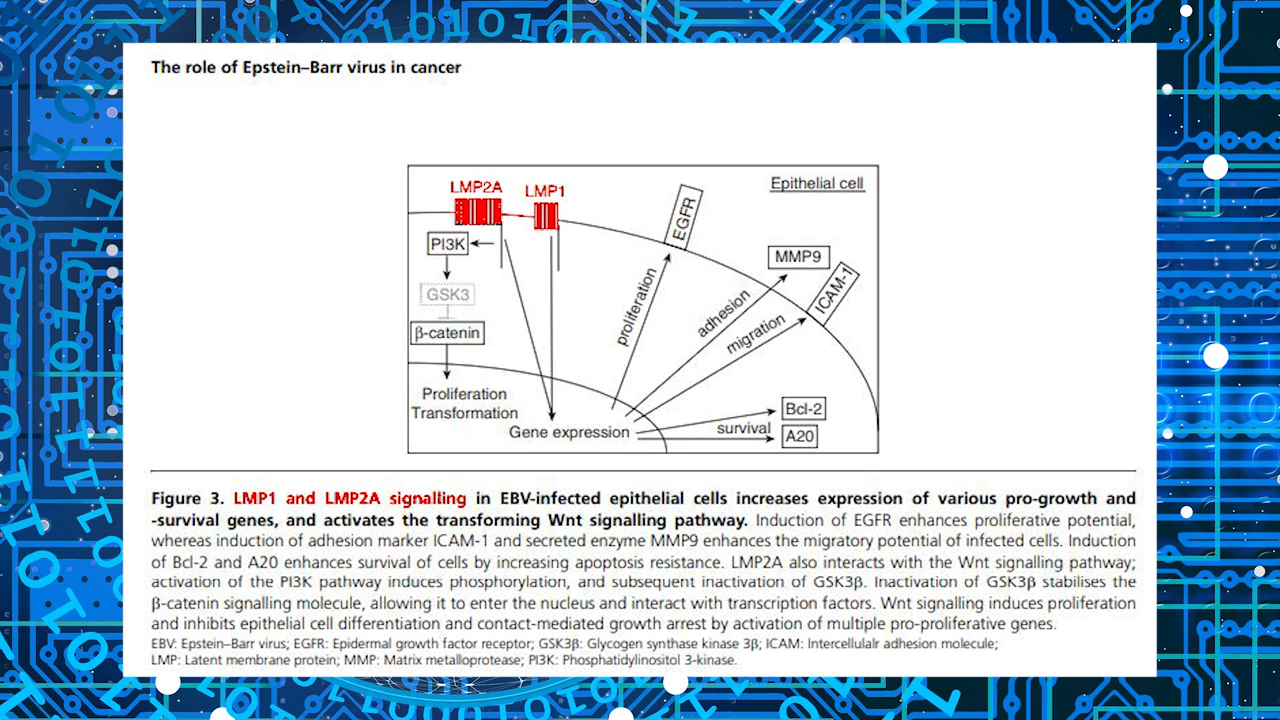 The role of Epstein–Barr virus in cancer
LMP2A
LMP1
Epithelial cell
EGFR
PI3K
MMP9
ICAM-1
GSK3
proliferation
adhesion
migration
β-catenin
Proliferation
Transformation
Gene expression
survival
Bcl-2
A20
Figure 3. LMP1 and LMP2A signalling in EBV-infected epithelial cells increases expression of various pro-growth and
-survival genes, and activates the transforming Wnt signalling pathway. Induction of EGFR enhances proliferative potential,
whereas induction of adhesion marker ICAM-1 and secreted enzyme MMP9 enhances the migratory potential of infected cells. Induction
of Bcl-2 and A20 enhances survival of cells by increasing apoptosis resistance. LMP2A also interacts with the Wnt signalling pathway;
activation of the PI3K pathway induces phosphorylation, and subsequent inactivation of GSK3β. Inactivation of GSK3β stabilises the
β-catenin signalling molecule, allowing it to enter the nucleus and interact with transcription factors. Wnt signalling induces proliferation
and inhibits epithelial cell differentiation and contact-mediated growth arrest by activation of multiple pro-proliferative genes.
EBV: Epstein–Barr virus; EGFR: Epidermal growth factor receptor; GSK3β: Glycogen synthase kinase 3β; ICAM: Intercellulalr adhesion molecule;
LMP: Latent membrane protein; MMP: Matrix metalloprotease; PI3K: Phosphatidylinositol 3-kinase.